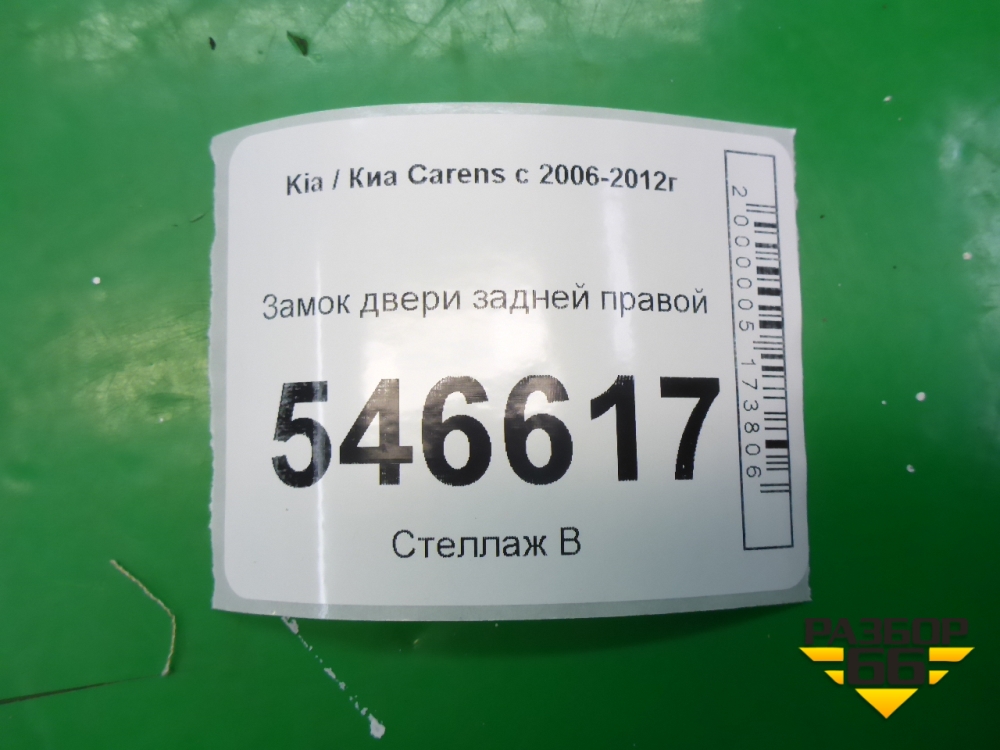 Kia / Киа Carens с 2006-2012г
Замок двери задней правой
546617
Стеллаж В
2000005173806
РАЗБОР
66